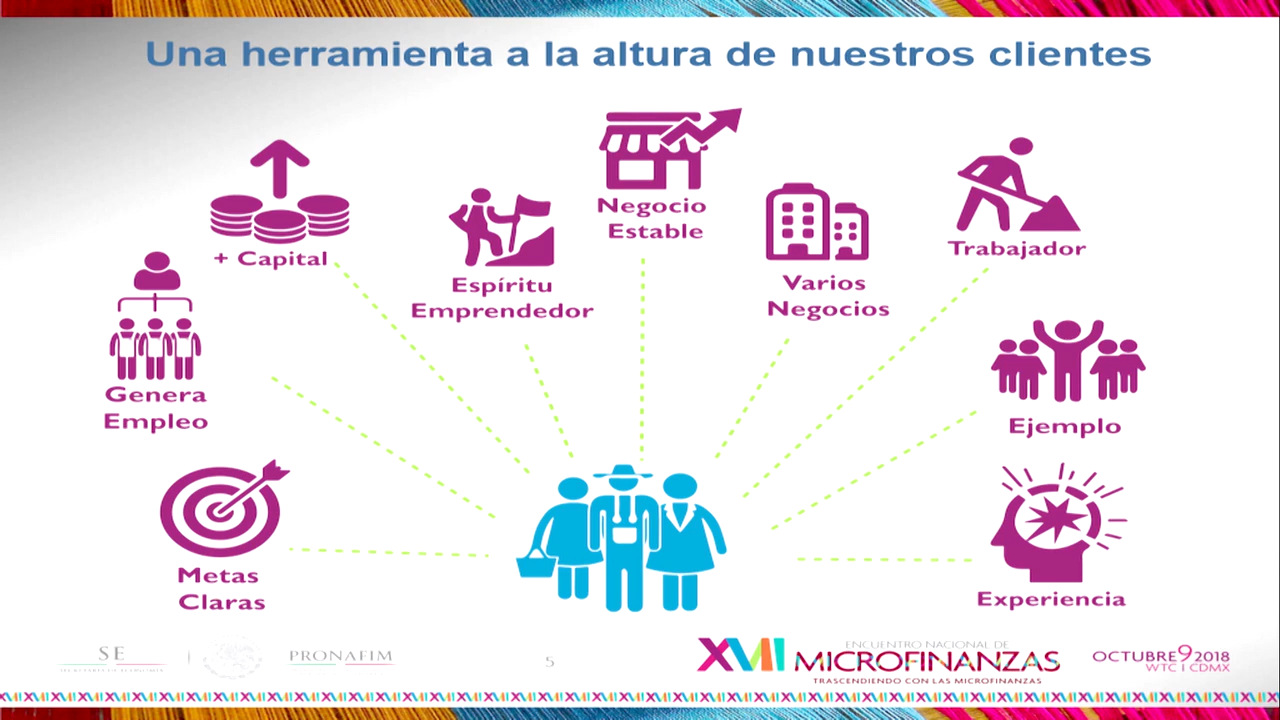 Una herramienta a la altura de nuestros clientes
+ Capital
Espíritu
Emprendedor
Negocio
Estable
Varios
Negocios
Trabajador
Genera
Empleo
Ejemplo
Metas
Claras
Experiencia
SE
PRONAFIM
5
XVII
ENCUENTRO NACIONAL DE
MICROFINANZAS
TRASCENDIENDO CON LAS MICROFINANZAS
OCTUBRE 9 2018
WTC I CDMX